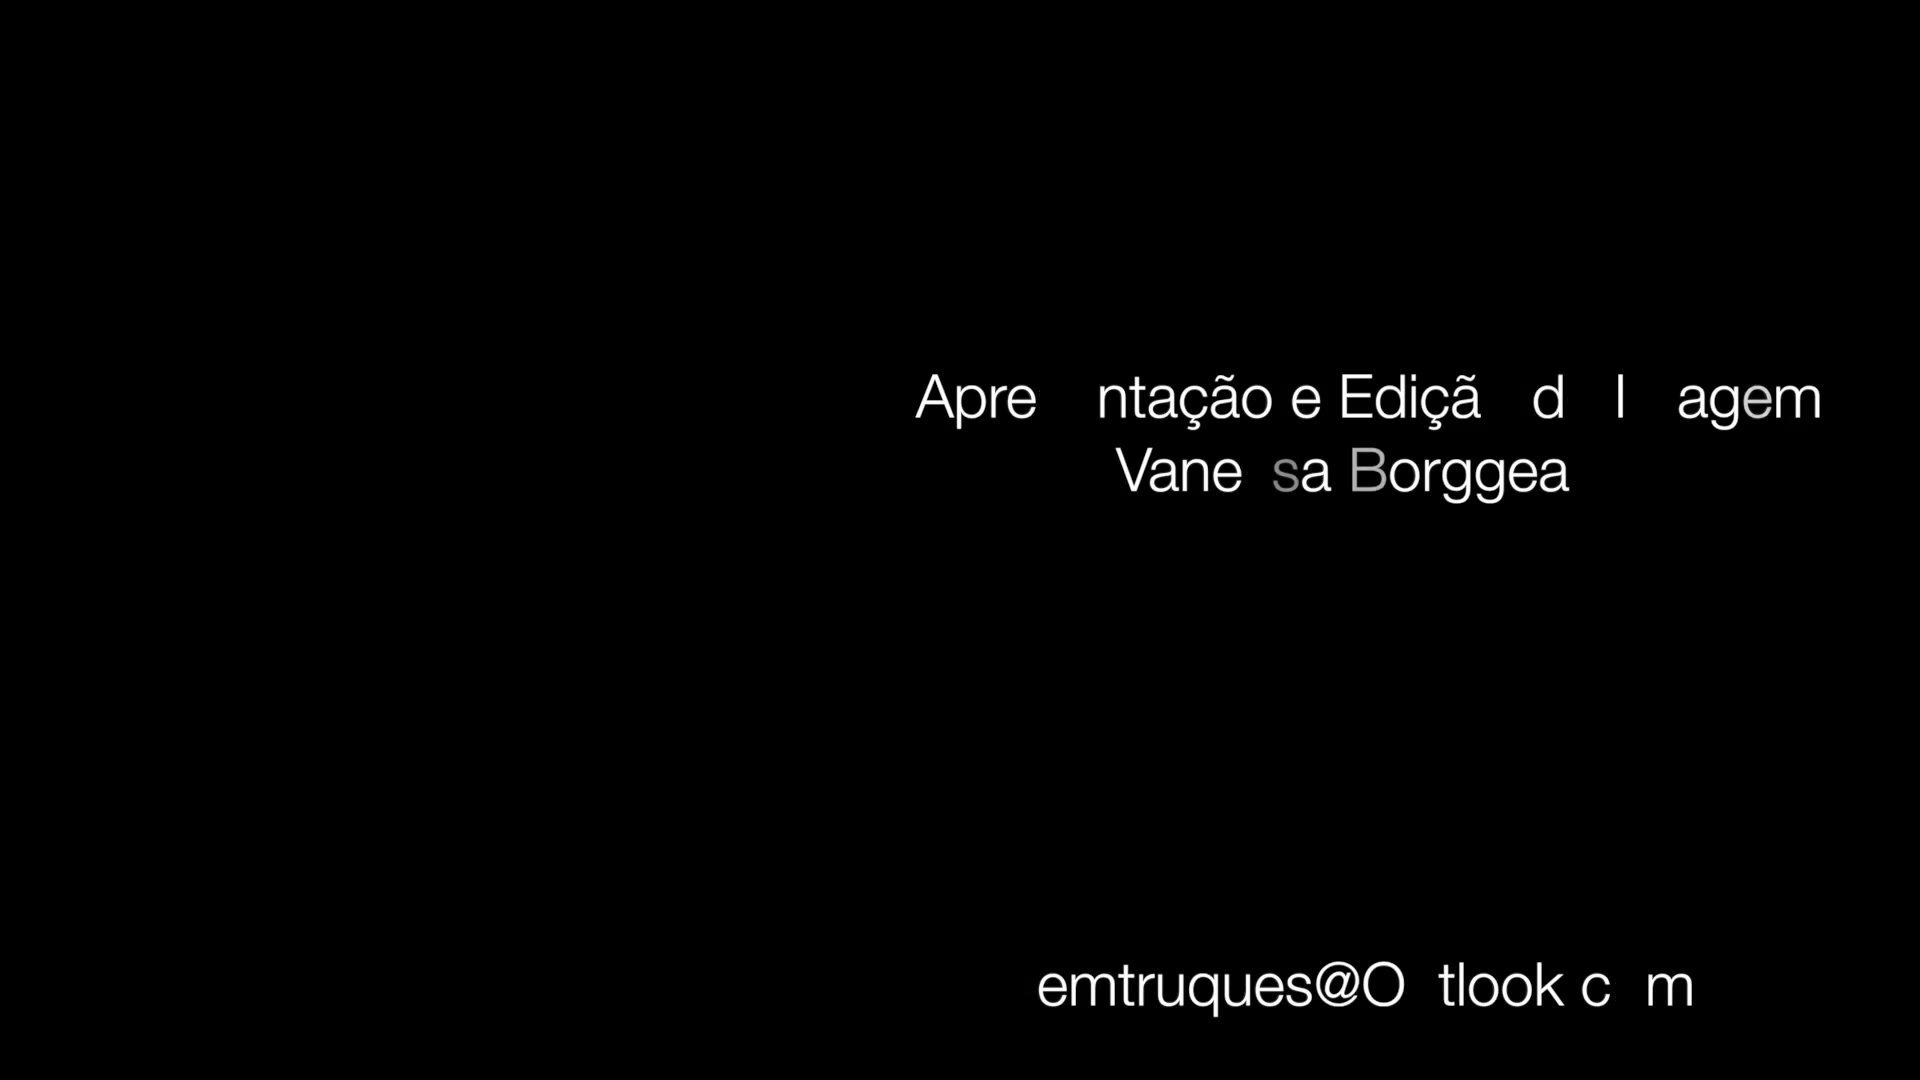 Apre ntação e Ediçã d I agem
Vane sa Borggea
emtruques@O tlook c m